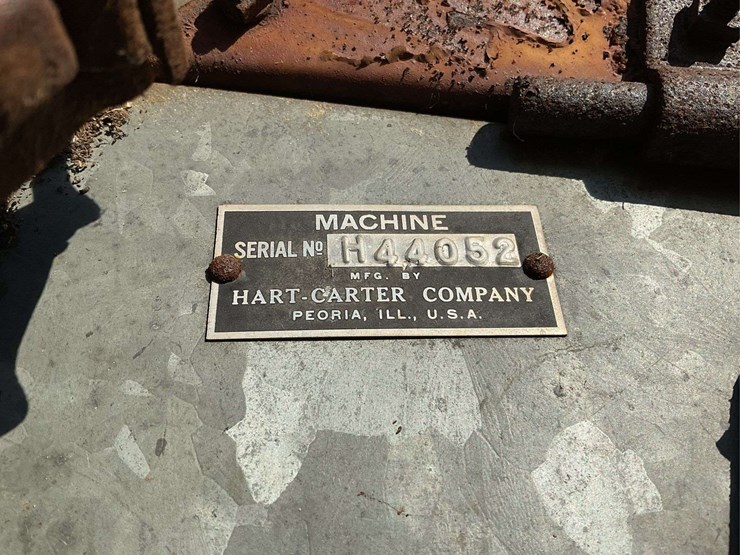 MACHINE
SERIAL Nº H44052
MFG. BY
HART-CARTER COMPANY
PEORIA, ILL., U.S.A.